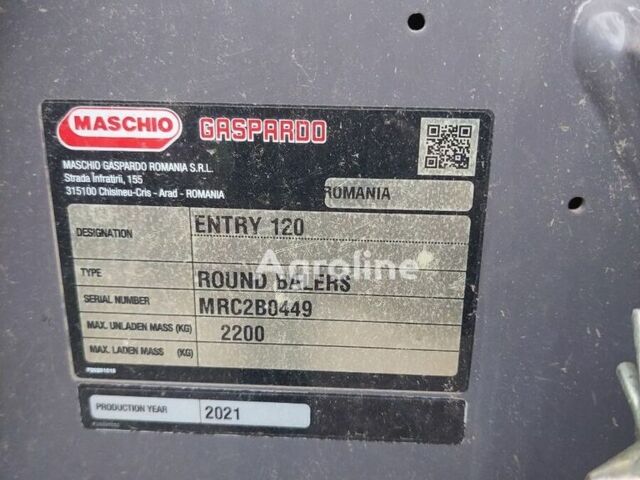 MASCHIO GASPARDO
MASCHIO GASPARDO ROMANIA S.R.L.
Strada Înfrațirii, 155
315100 Chisineu-Cris - Arad - ROMANIA
ROMANIA
DESIGNATION ENTRY 120
TYPE ROUND BALERS
SERIAL NUMBER MRC2B0449
MAX. UNLADEN MASS (KG) 2200
MAX. LADEN MASS (KG)
PRODUCTION YEAR 2021
Agroline